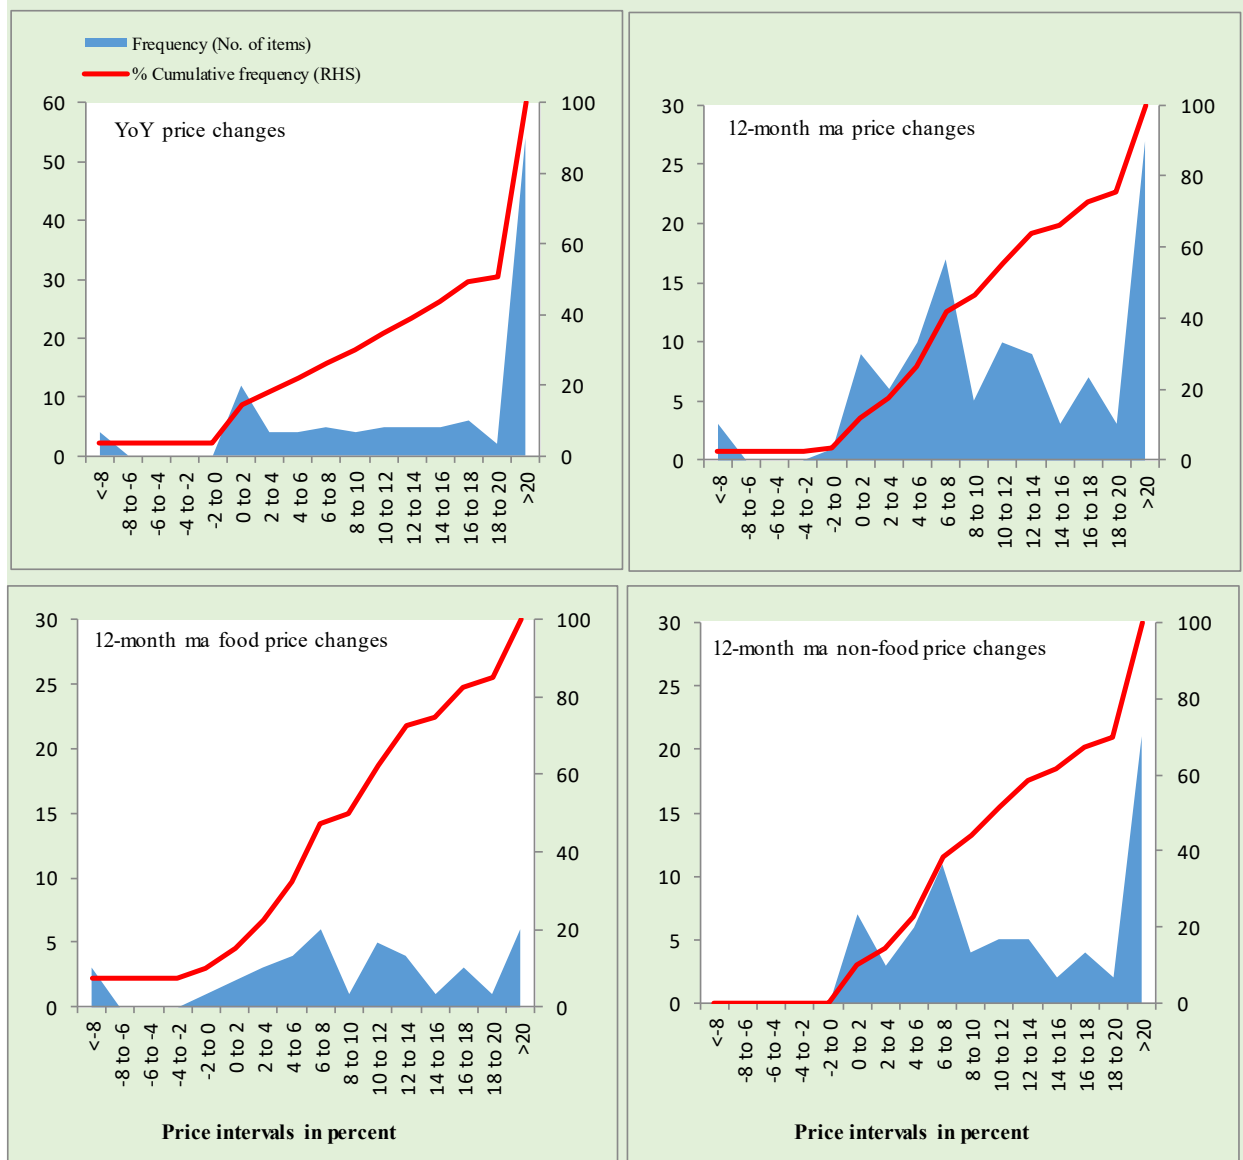 Frequency (No. of items)
% Cumulative frequency (RHS)
YoY price changes
60
50
40
30
20
10
0
100
80
60
40
20
0
<-8
-8 to -6
-6 to -4
-4 to -2
-2 to 0
0 to 2
2 to 4
4 to 6
6 to 8
8 to 10
10 to 12
12 to 14
14 to 16
16 to 18
18 to 20
>20
12-month ma price changes
30
25
20
15
10
5
0
100
80
60
40
20
0
<-8
-8 to -6
-6 to -4
-4 to -2
-2 to 0
0 to 2
2 to 4
4 to 6
6 to 8
8 to 10
10 to 12
12 to 14
14 to 16
16 to 18
18 to 20
>20
12-month ma food price changes
30
25
20
15
10
5
0
100
80
60
40
20
0
<-8
-8 to -6
-6 to -4
-4 to -2
-2 to 0
0 to 2
2 to 4
4 to 6
6 to 8
8 to 10
10 to 12
12 to 14
14 to 16
16 to 18
18 to 20
>20
Price intervals in percent
12-month ma non-food price changes
30
25
20
15
10
5
0
100
80
60
40
20
0
<-8
-8 to -6
-6 to -4
-4 to -2
-2 to 0
0 to 2
2 to 4
4 to 6
6 to 8
8 to 10
10 to 12
12 to 14
14 to 16
16 to 18
18 to 20
>20
Price intervals in percent